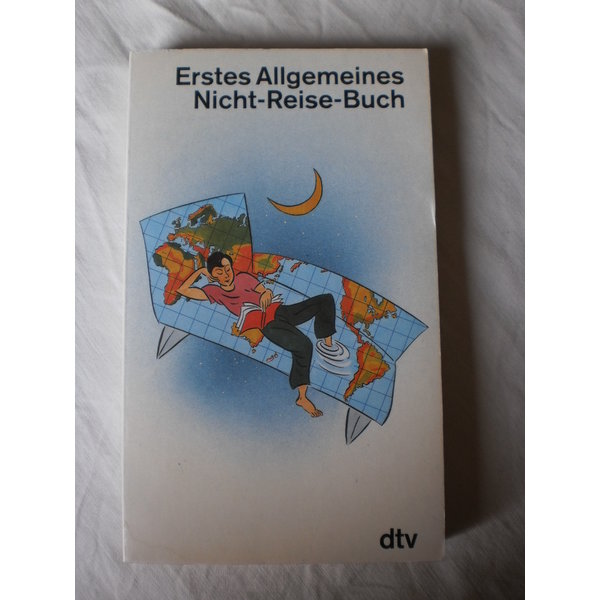 Erstes Allgemeines
Nicht-Reise-Buch
dtv